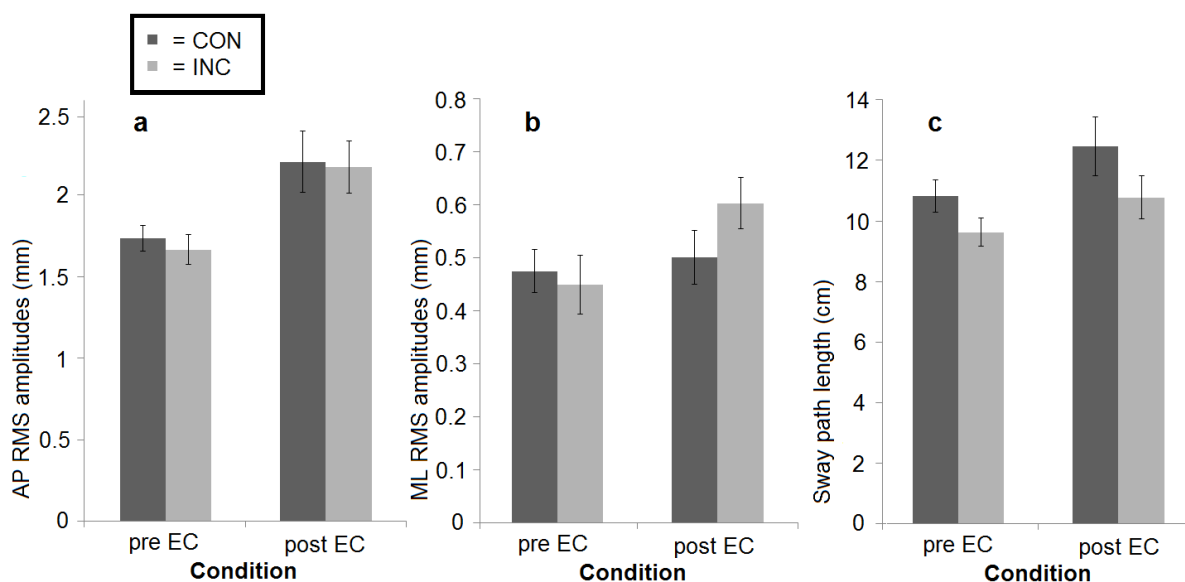 = CON
= INC
a
AP RMS amplitudes (mm)
2.5
2
1.5
1
0.5
0
pre EC post EC
Condition
b
ML RMS amplitudes (mm)
0.8
0.7
0.6
0.5
0.4
0.3
0.2
0.1
0
pre EC post EC
Condition
c
Sway path length (cm)
14
12
10
8
6
4
2
0
pre EC post EC
Condition